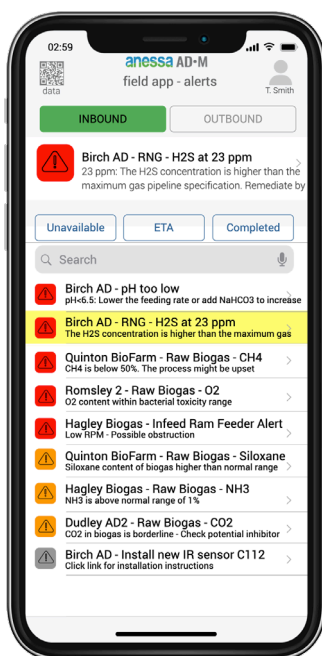 02:59
anessa AD•M
data
field app - alerts
T. Smith
INBOUND
OUTBOUND
Birch AD - RNG - H2S at 23 ppm
23 ppm: The H2S concentration is higher than the
maximum gas pipeline specification. Remediate by
Unavailable
ETA
Completed
Search
Birch AD - pH too low
pH<6.5: Lower the feeding rate or add NaHCO3 to increase
Birch AD - RNG - H2S at 23 ppm
The H2S concentration is higher than the maximum gas
Quinton BioFarm - Raw Biogas - CH4
CH4 is below 50%. The process might be upset
Romsley 2 - Raw Biogas - O2
O2 content within bacterial toxicity range
Hagley Biogas - Infeed Ram Feeder Alert
Low RPM - Possible obstruction
Quinton BioFarm - Raw Biogas - Siloxane
Siloxane content of biogas higher than normal range
Hagley Biogas - Raw Biogas - NH3
NH3 is above normal range of 1%
Dudley AD2 - Raw Biogas - CO2
CO2 in biogas is borderline - Check potential inhibitor
Birch AD - Install new IR sensor C112
Click link for installation instructions